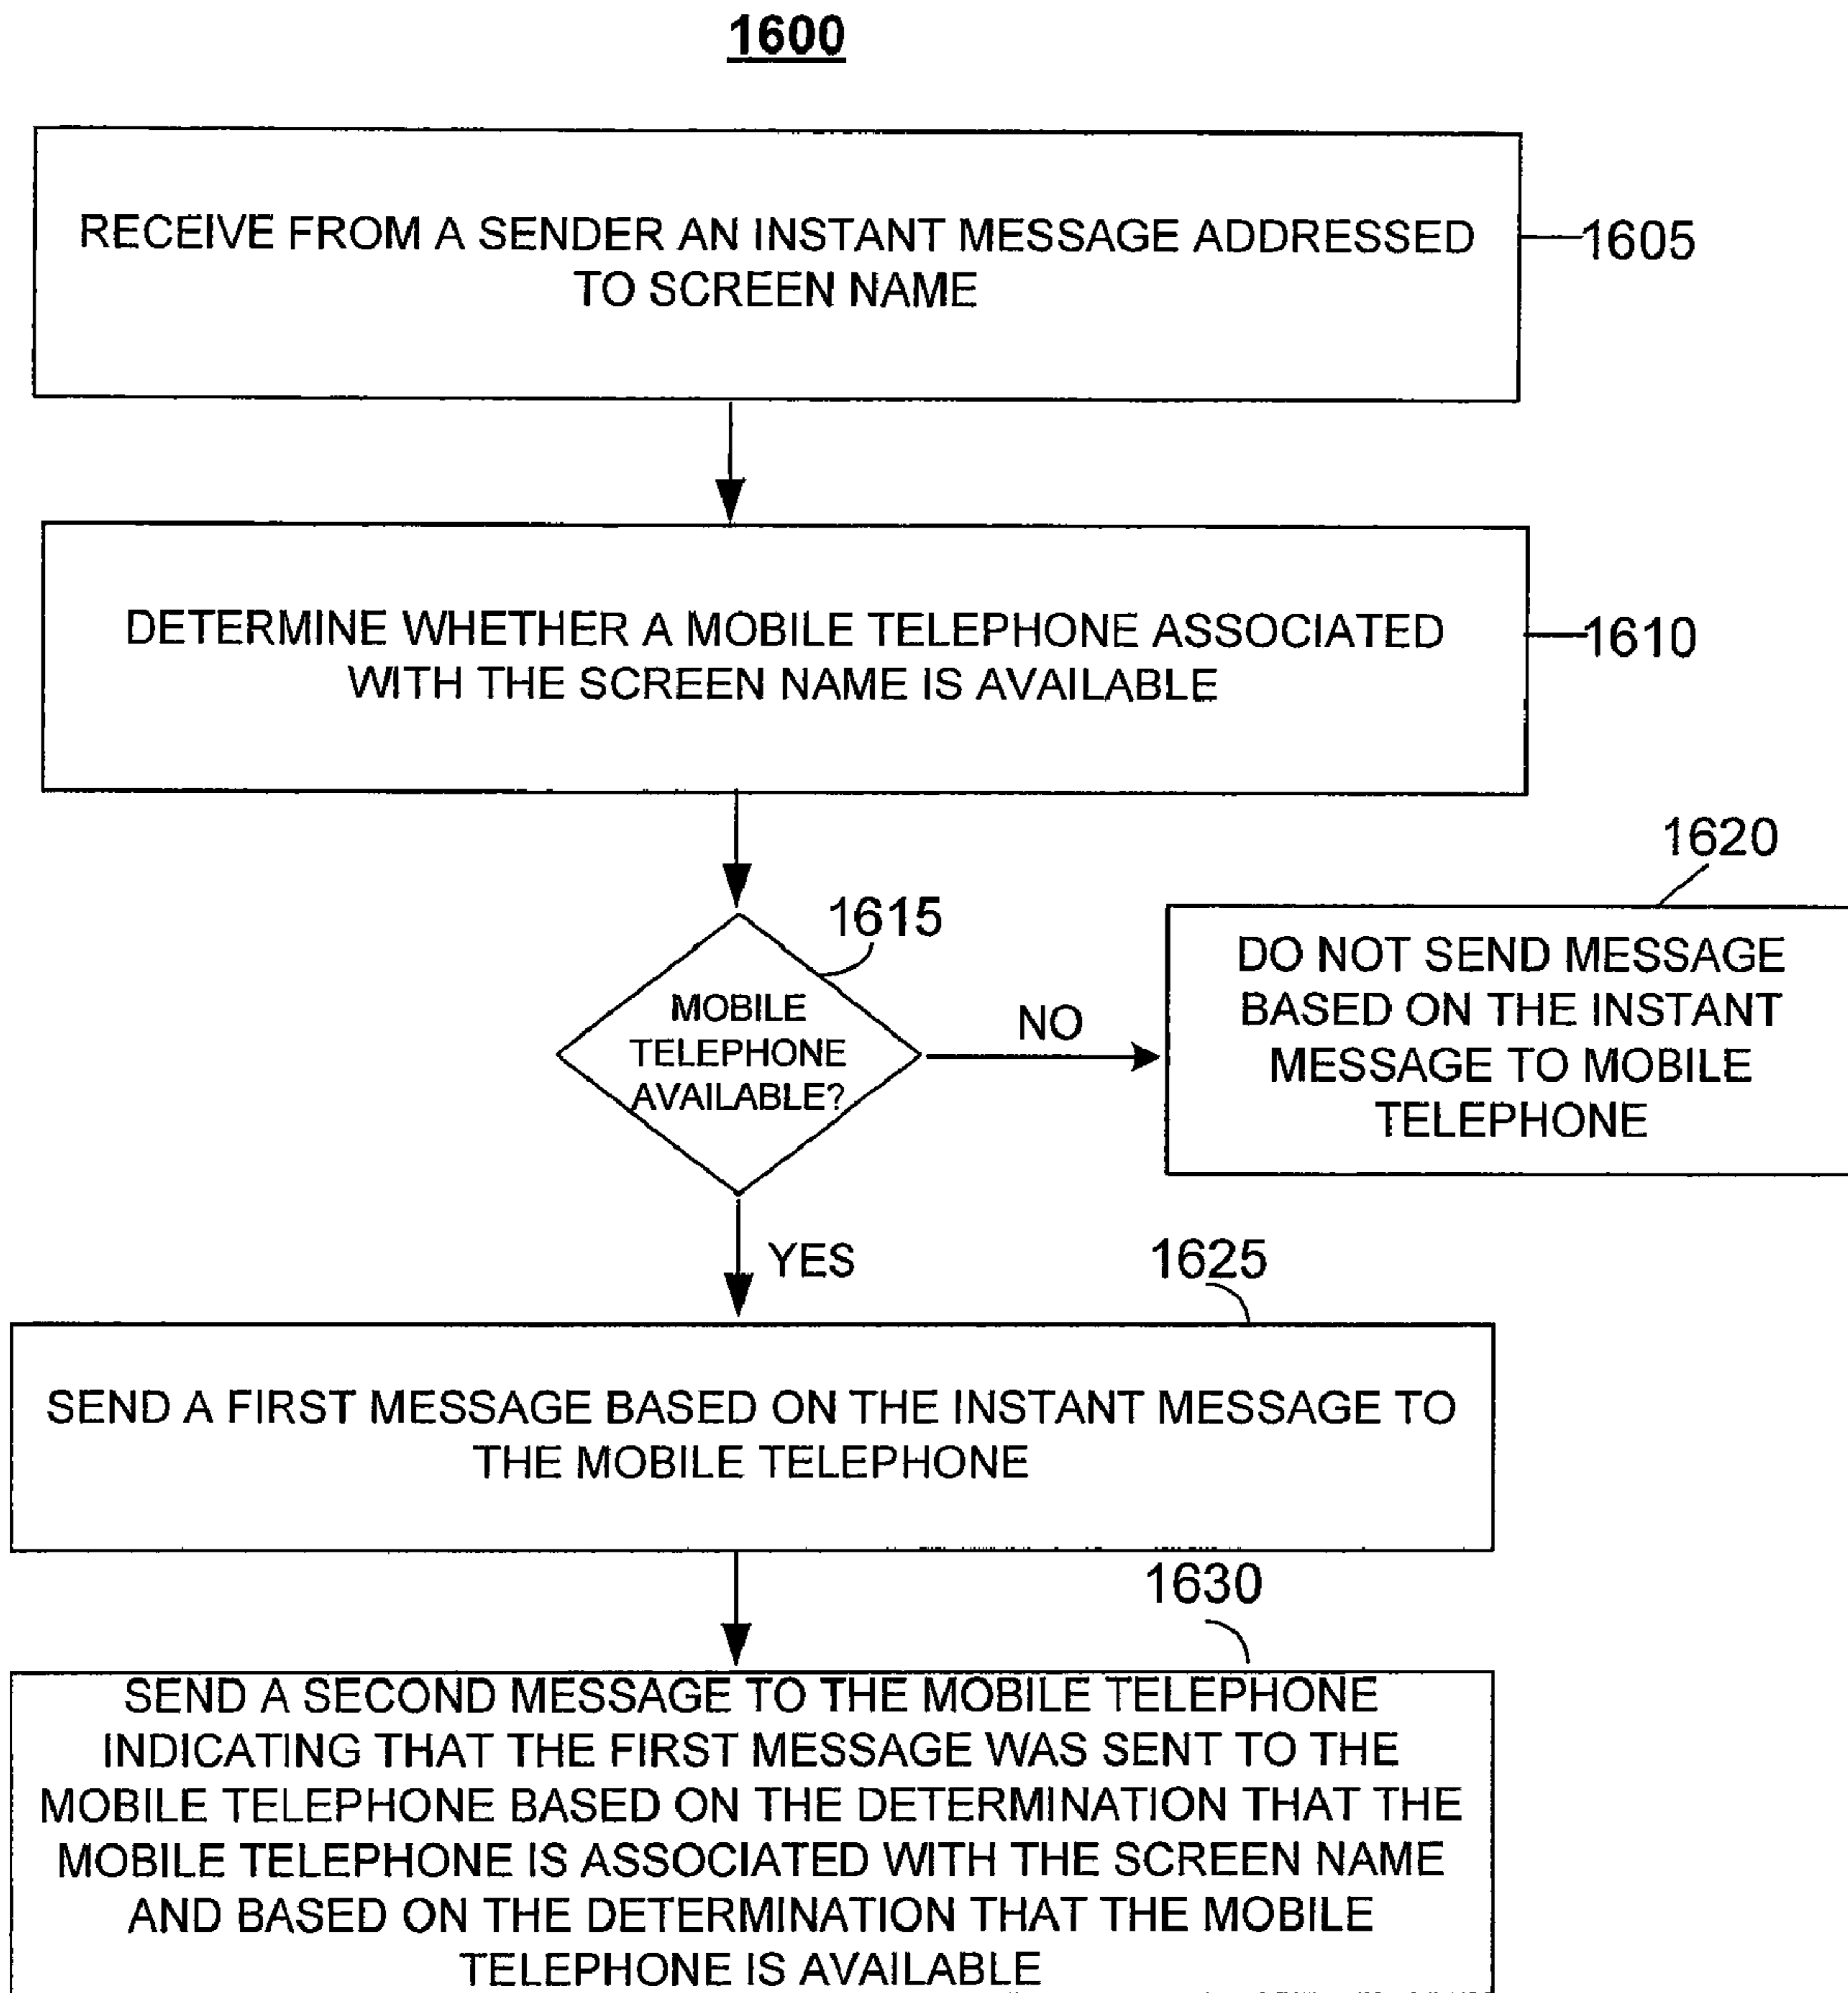 1600
RECEIVE FROM A SENDER AN INSTANT MESSAGE ADDRESSED
TO SCREEN NAME
1605
DETERMINE WHETHER A MOBILE TELEPHONE ASSOCIATED
WITH THE SCREEN NAME IS AVAILABLE
1610
1615
MOBILE
TELEPHONE
AVAILABLE?
NO
1620
DO NOT SEND MESSAGE
BASED ON THE INSTANT
MESSAGE TO MOBILE
TELEPHONE
YES
1625
SEND A FIRST MESSAGE BASED ON THE INSTANT MESSAGE TO
THE MOBILE TELEPHONE
1630
SEND A SECOND MESSAGE TO THE MOBILE TELEPHONE
INDICATING THAT THE FIRST MESSAGE WAS SENT TO THE
MOBILE TELEPHONE BASED ON THE DETERMINATION THAT THE
MOBILE TELEPHONE IS ASSOCIATED WITH THE SCREEN NAME
AND BASED ON THE DETERMINATION THAT THE MOBILE
TELEPHONE IS AVAILABLE